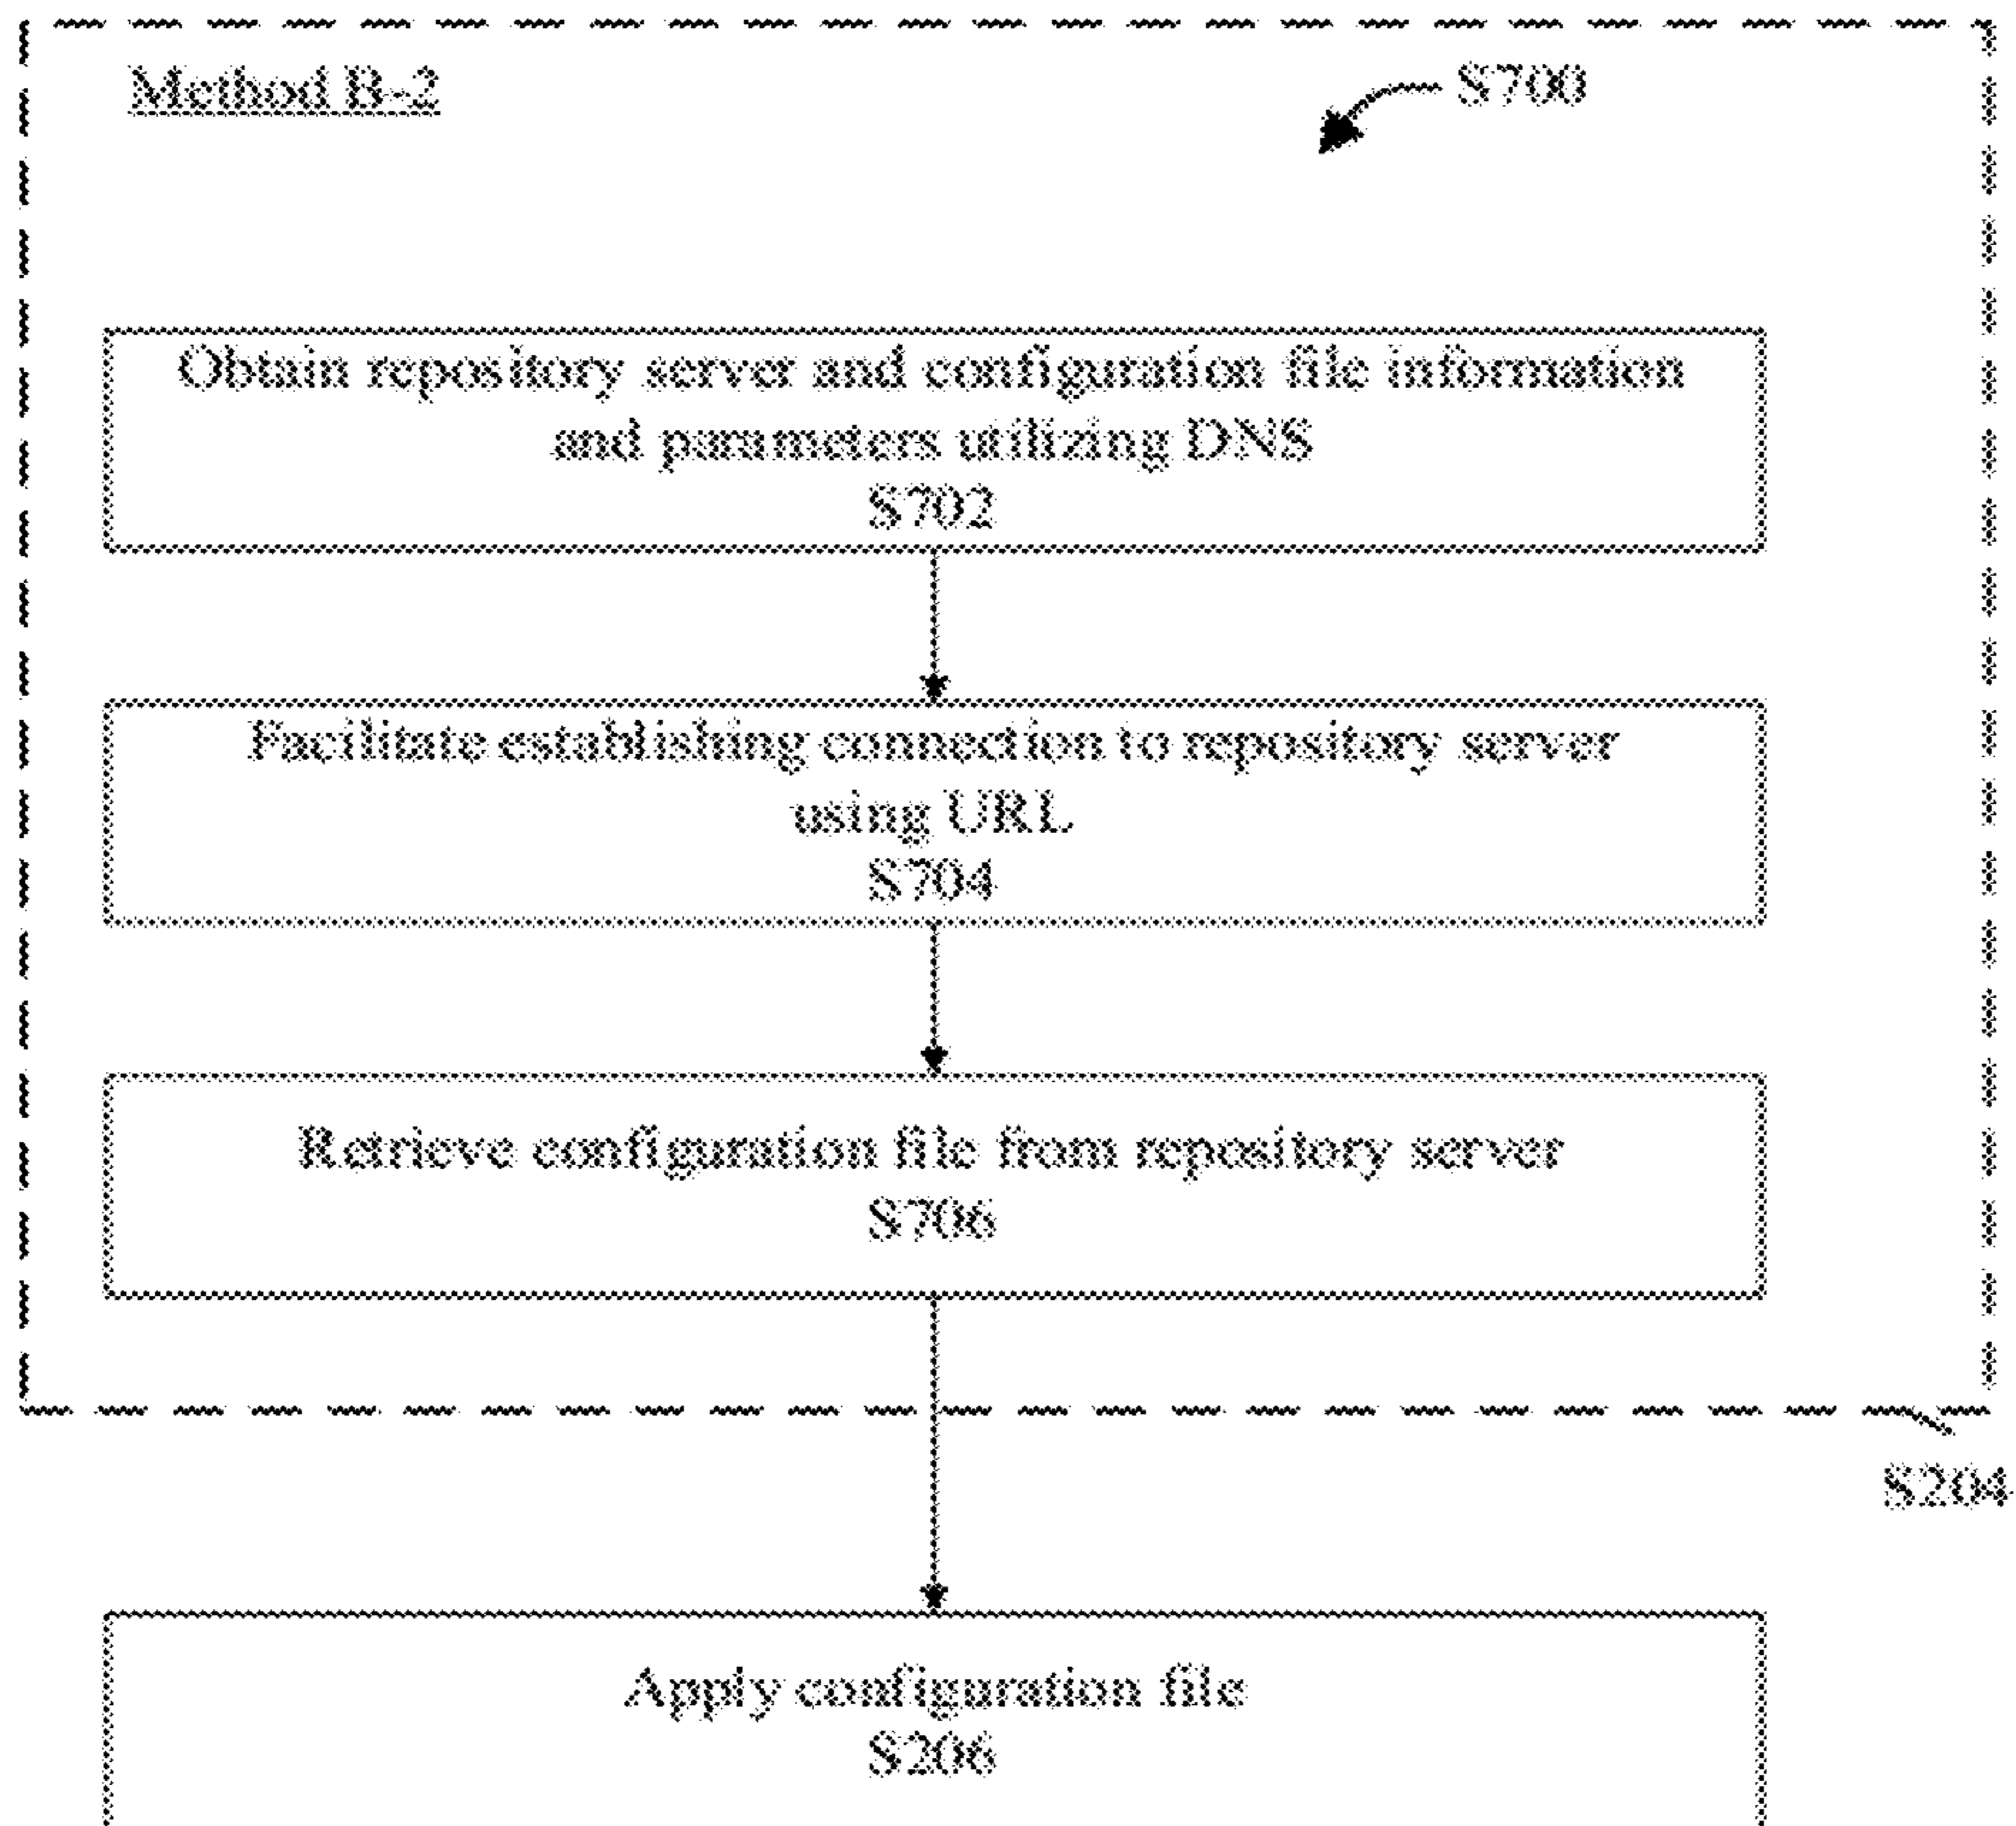 Method B-2
S700
Obtain repository server and configuration file information
and parameters utilizing DNS
S702
Facilitate establishing connection to repository server
using URL
S704
Retrieve configuration file from repository server
S706
S204
Apply configuration file
S206